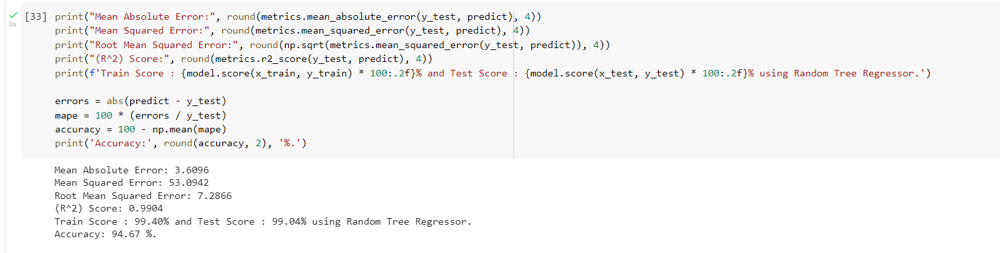 [33] print("Mean Absolute Error:", round(metrics.mean_absolute_error(y_test, predict), 4))
0s
print("Mean Squared Error:", round(metrics.mean_squared_error(y_test, predict), 4))
print("Root Mean Squared Error:", round(np.sqrt(metrics.mean_squared_error(y_test, predict)), 4))
print("(R^2) Score:", round(metrics.r2_score(y_test, predict), 4))
print(f'Train Score : {model.score(x_train, y_train) * 100:.2f}% and Test Score : {model.score(x_test, y_test) * 100:.2f}% using Random Tree Regressor.')
errors = abs(predict - y_test)
mape = 100 * (errors / y_test)
accuracy = 100 - np.mean(mape)
print('Accuracy:', round(accuracy, 2), '%.')
Mean Absolute Error: 3.6096
Mean Squared Error: 53.0942
Root Mean Squared Error: 7.2866
(R^2) Score: 0.9904
Train Score : 99.40% and Test Score : 99.04% using Random Tree Regressor.
Accuracy: 94.67 %.